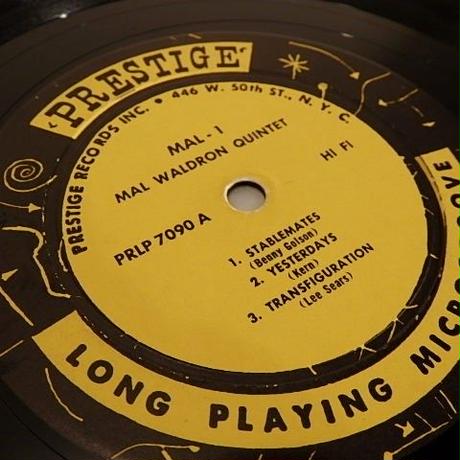 PRESTIGE
PRESTIGE RECORDS INC. • 446 W. 50th ST., N. Y. C.
MAL - 1
MAL WALDRON QUINTET
HI FI
PRLP 7090 A
1. STABLEMATES
(Benny Golson)
2. YESTERDAYS
(Kern)
3. TRANSFIGURATION
(Lee Sears)
LONG PLAYING MICROGROOVE